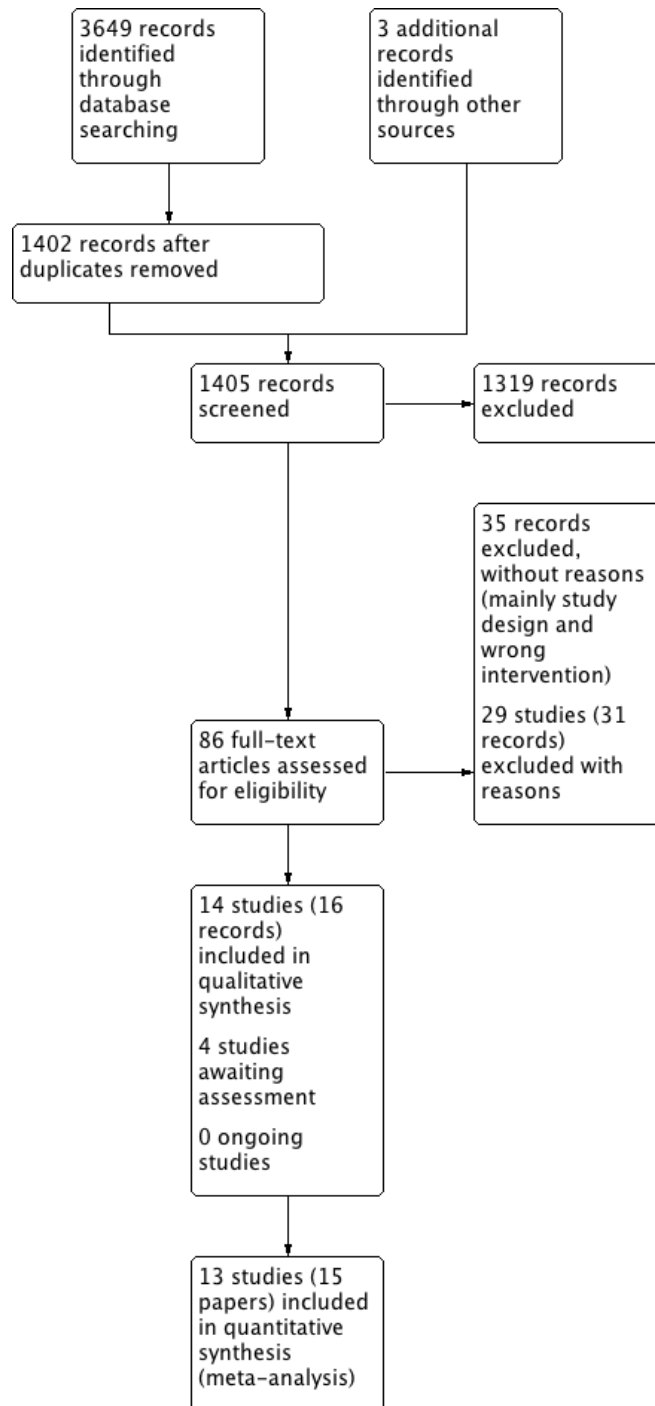 3649 records
identified
through
database
searching
3 additional
records
identified
through other
sources
1402 records after
duplicates removed
1405 records
screened
1319 records
excluded
35 records
excluded,
without reasons
(mainly study
design and
wrong
intervention)
29 studies (31
records)
excluded with
reasons
86 full-text
articles assessed
for eligibility
14 studies (16
records)
included in
qualitative
synthesis
4 studies
awaiting
assessment
0 ongoing
studies
13 studies (15
papers) included
in quantitative
synthesis
(meta-analysis)